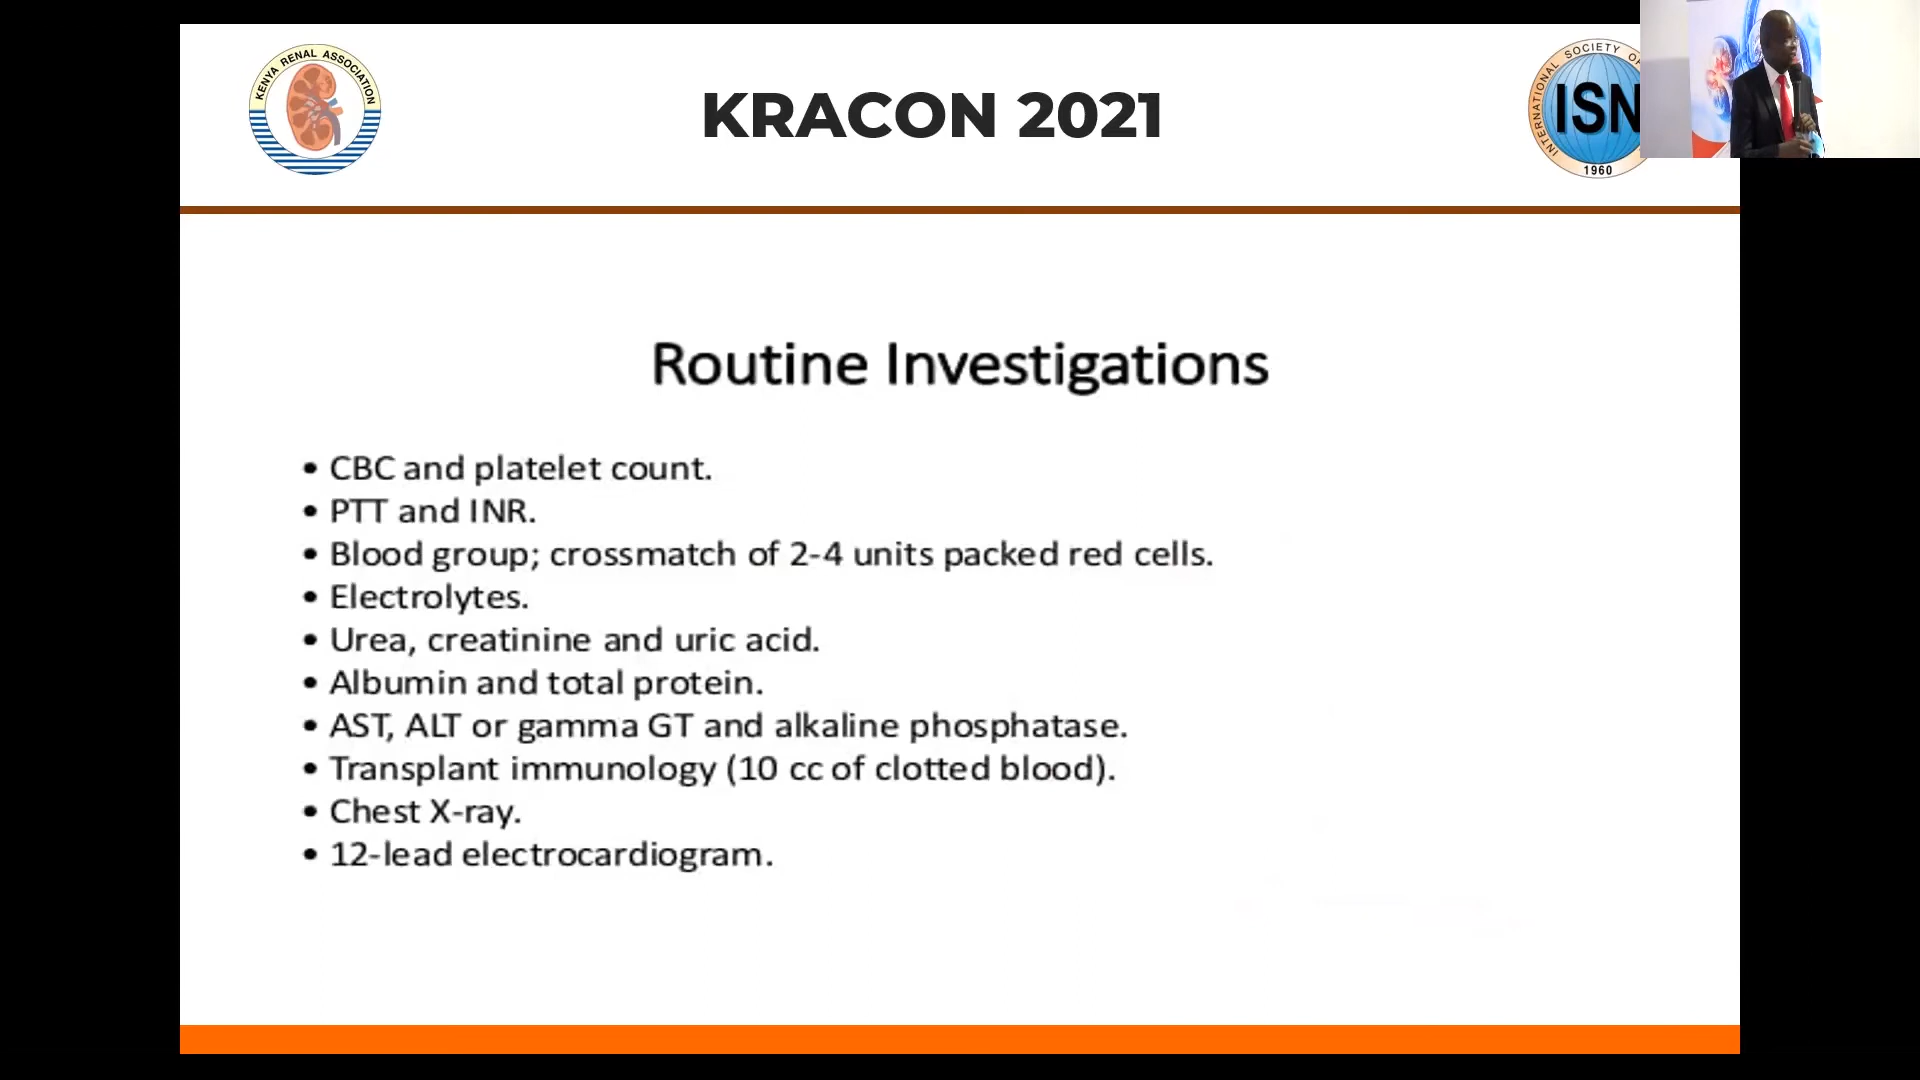 KENYA RENAL ASSOCIATION
KRACON 2021
INTERNATIONAL SOCIETY
ISN
1960
Routine Investigations
• CBC and platelet count.
• PTT and INR.
• Blood group; crossmatch of 2-4 units packed red cells.
• Electrolytes.
• Urea, creatinine and uric acid.
• Albumin and total protein.
• AST, ALT or gamma GT and alkaline phosphatase.
• Transplant immunology (10 cc of clotted blood).
• Chest X-ray.
• 12-lead electrocardiogram.